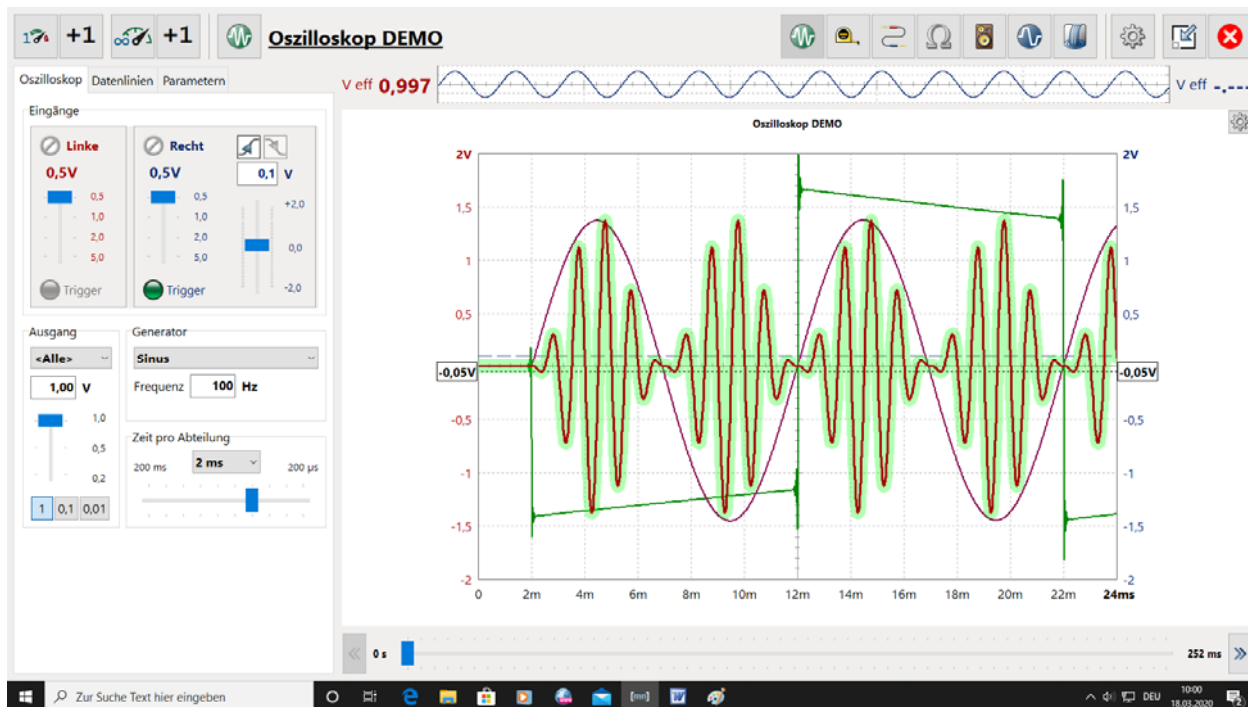 1 +1 ∞ +1 Oszilloskop DEMO
Oszilloskop Datenlinien Parametern
V eff 0,997 V eff -.---
Eingänge
Linke Recht
0,5V 0,5V 0,1 V
0,5 0,5 +2,0
1,0 1,0
2,0 2,0 0,0
5,0 5,0
Trigger Trigger -2,0
Ausgang Generator
<Alle> Sinus
1,00 V Frequenz 100 Hz
1,0
0,5
0,2
1 0,1 0,01
Zeit pro Abteilung
200 ms 2 ms 200 µs
Oszilloskop DEMO
2V 2V
1,5 1,5
1 1
0,5 0,5
-0,05V -0,05V
-0,5 -0,5
-1 -1
-1,5 -1,5
-2 -2
0 2m 4m 6m 8m 10m 12m 14m 16m 18m 20m 22m 24ms
0 s 252 ms
Zur Suche Text hier eingeben [mn] W DEU 10:00
18.03.2020 2